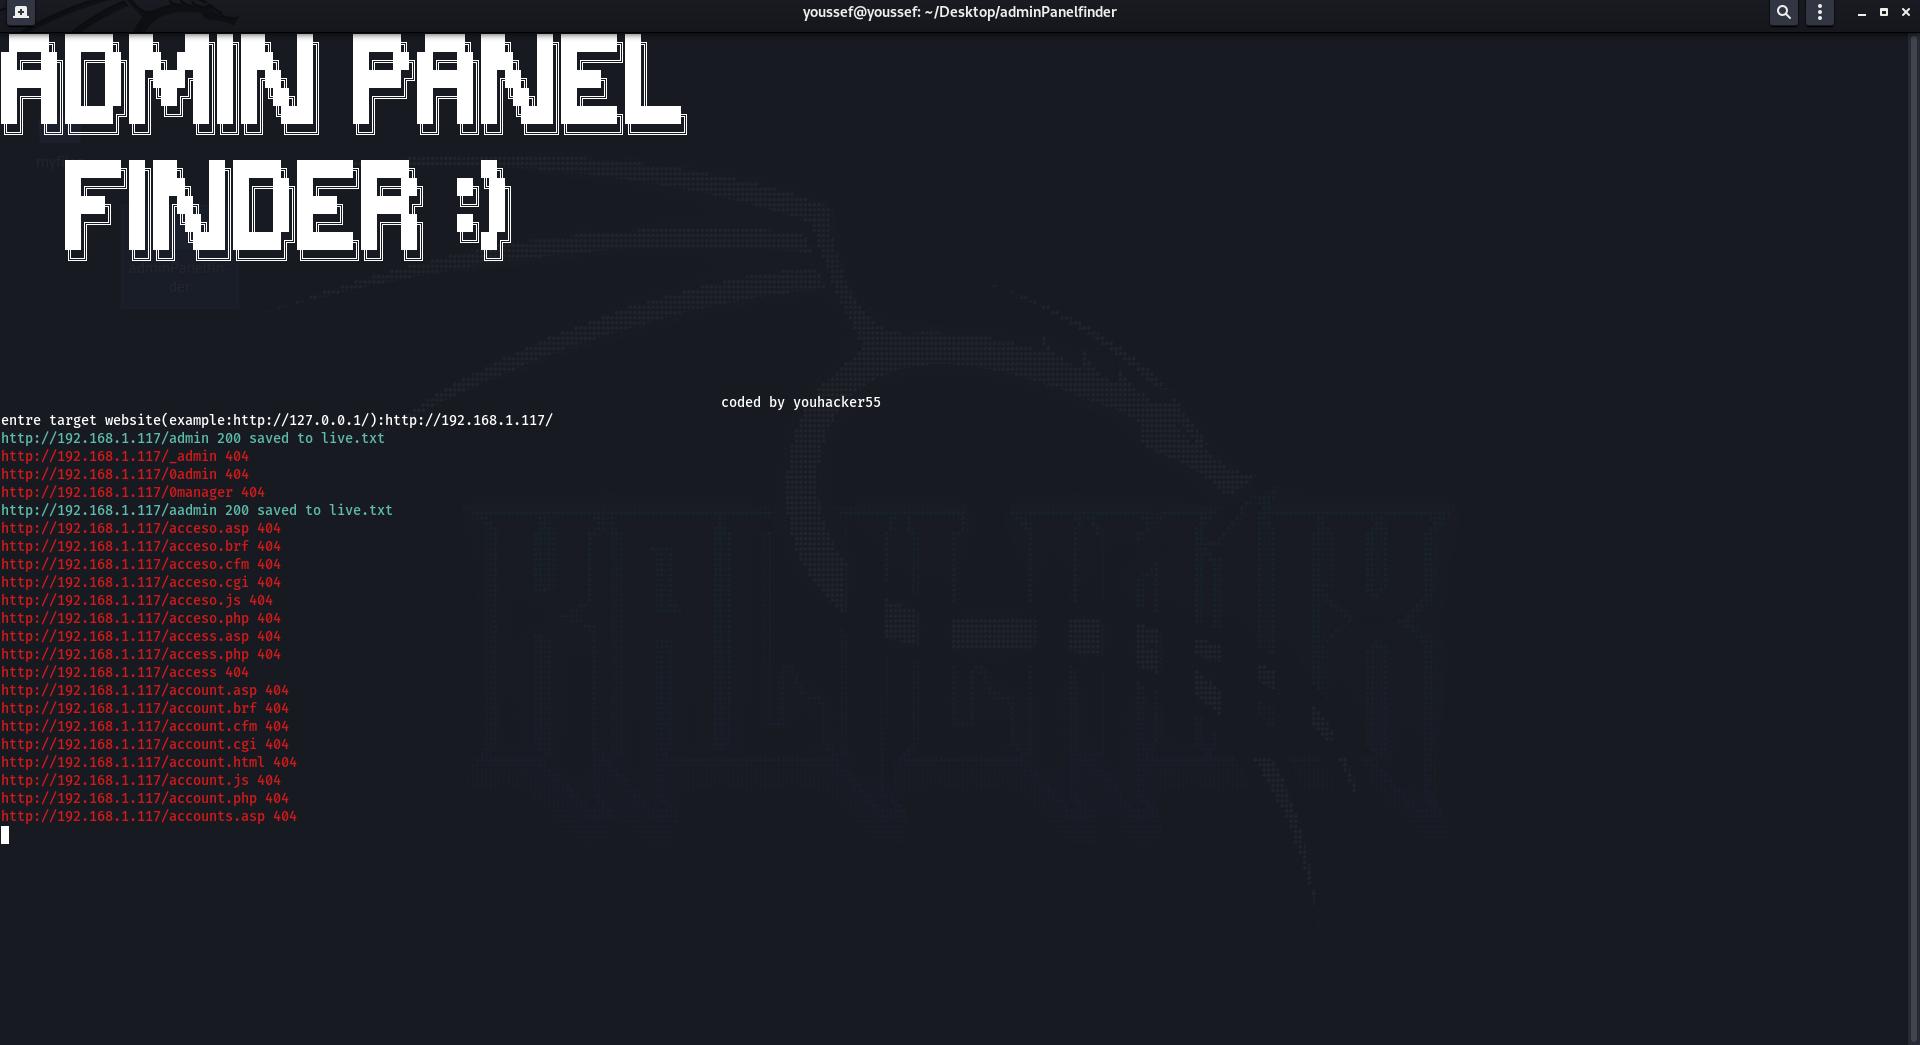 youssef@youssef: ~/Desktop/adminPanelfinder
ADMIN PANEL
FINDER :)
adminPanelfin
der
coded by youhacker55
entre target website(example:http://127.0.0.1/):http://192.168.1.117/
http://192.168.1.117/admin 200 saved to live.txt
http://192.168.1.117/_admin 404
http://192.168.1.117/0admin 404
http://192.168.1.117/0manager 404
http://192.168.1.117/aadmin 200 saved to live.txt
http://192.168.1.117/acceso.asp 404
http://192.168.1.117/acceso.brf 404
http://192.168.1.117/acceso.cfm 404
http://192.168.1.117/acceso.cgi 404
http://192.168.1.117/acceso.js 404
http://192.168.1.117/acceso.php 404
http://192.168.1.117/access.asp 404
http://192.168.1.117/access.php 404
http://192.168.1.117/access 404
http://192.168.1.117/account.asp 404
http://192.168.1.117/account.brf 404
http://192.168.1.117/account.cfm 404
http://192.168.1.117/account.cgi 404
http://192.168.1.117/account.html 404
http://192.168.1.117/account.js 404
http://192.168.1.117/account.php 404
http://192.168.1.117/accounts.asp 404